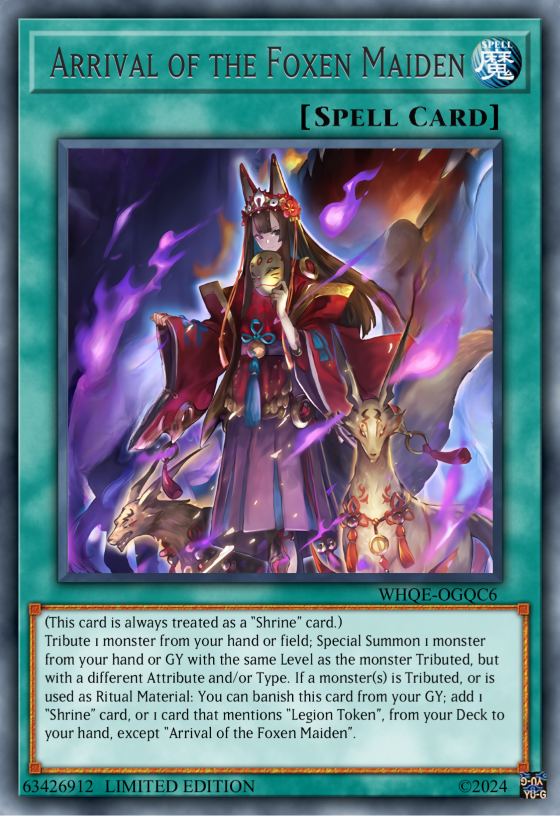 ARRIVAL OF THE FOXEN MAIDEN
SPELL
魔
[SPELL CARD]
WHQE-OGQC6
(This card is always treated as a "Shrine" card.)
Tribute 1 monster from your hand or field; Special Summon 1 monster
from your hand or GY with the same Level as the monster Tributed, but
with a different Attribute and/or Type. If a monster(s) is Tributed, or is
used as Ritual Material: You can banish this card from your GY; add 1
"Shrine" card, or 1 card that mentions "Legion Token", from your Deck to
your hand, except "Arrival of the Foxen Maiden".
63426912 LIMITED EDITION
©2024